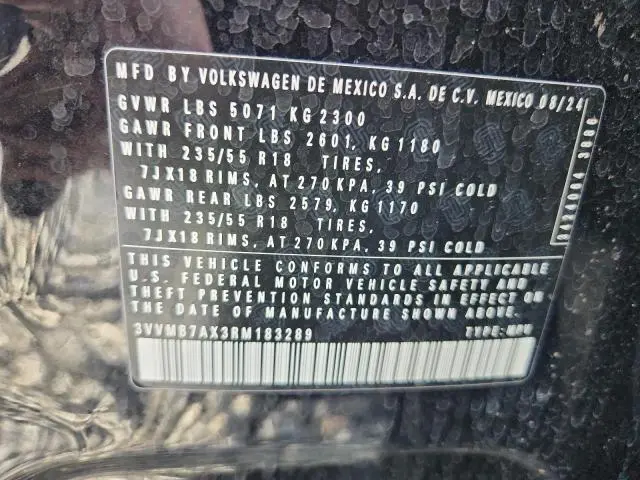 MFD BY VOLKSWAGEN DE MEXICO S.A. DE C.V. MEXICO 08/24
GVWR LBS 5071 KG 2300
GAWR FRONT LBS 2601, KG 1180
WITH 235/55 R18 TIRES,
7JX18 RIMS, AT 270 KPA, 39 PSI COLD
GAWR REAR LBS 2579, KG 1170
WITH 235/55 R18 TIRES,
7JX18 RIMS, AT 270 KPA, 39 PSI COLD
THIS VEHICLE CONFORMS TO ALL APPLICABLE
U.S. FEDERAL MOTOR VEHICLE SAFETY AND
THEFT PREVENTION STANDARDS IN EFFECT ON
THE DATE OF MANUFACTURE SHOWN ABOVE.
3VVMB7AX3RM183289 TYPE: MPV